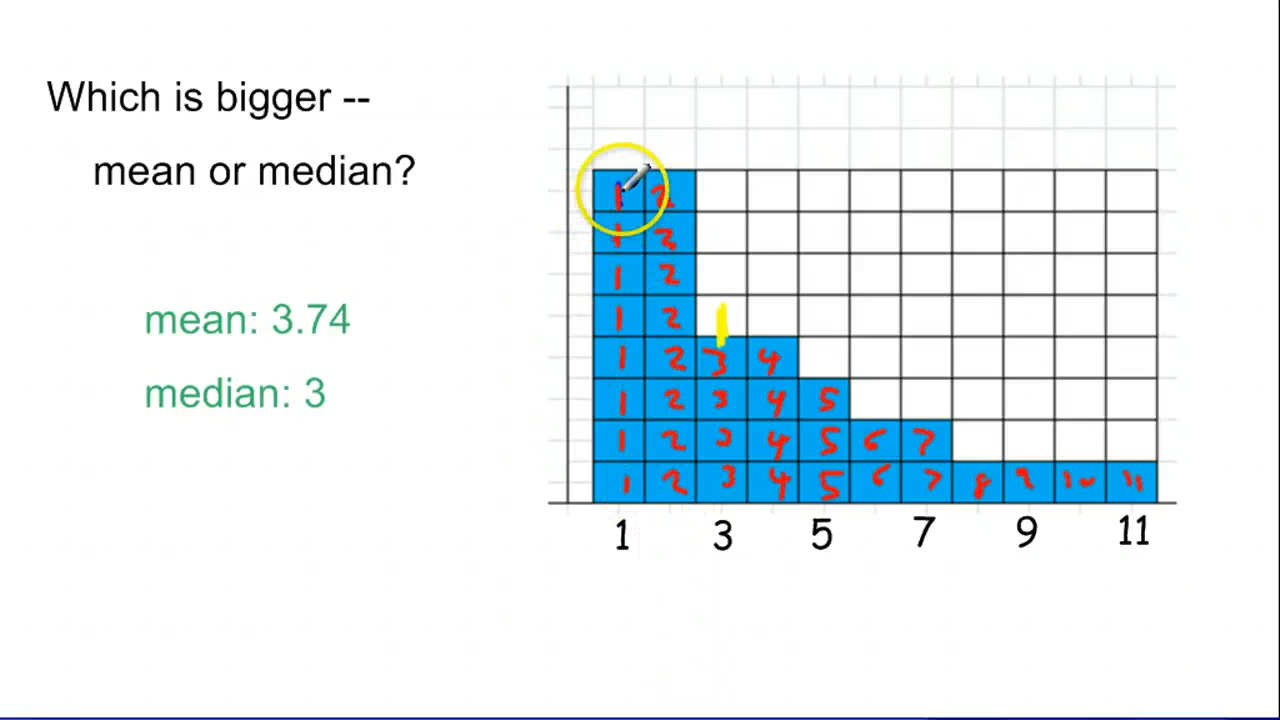 Which is bigger --
mean or median?
mean: 3.74
median: 3
1 2
1 2
1 2
1 2
1 2 3 4
1 2 3 4 5
1 2 3 4 5 6 7
1 2 3 4 5 6 7 8 9 10 11
1 3 5 7 9 11